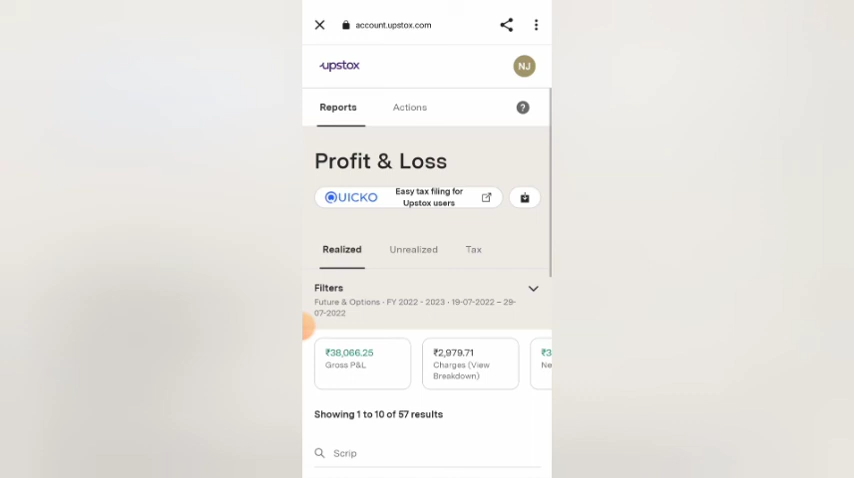 account.upstox.com
upstox
NJ
Reports
Actions
?
Profit & Loss
QUICKO
Easy tax filing for
Upstox users
Realized
Unrealized
Tax
Filters
Future & Options · FY 2022 - 2023 · 19-07-2022 – 29-
07-2022
₹38,066.25
Gross P&L
₹2,979.71
Charges (View
Breakdown)
₹3
Ne
Showing 1 to 10 of 57 results
Scrip